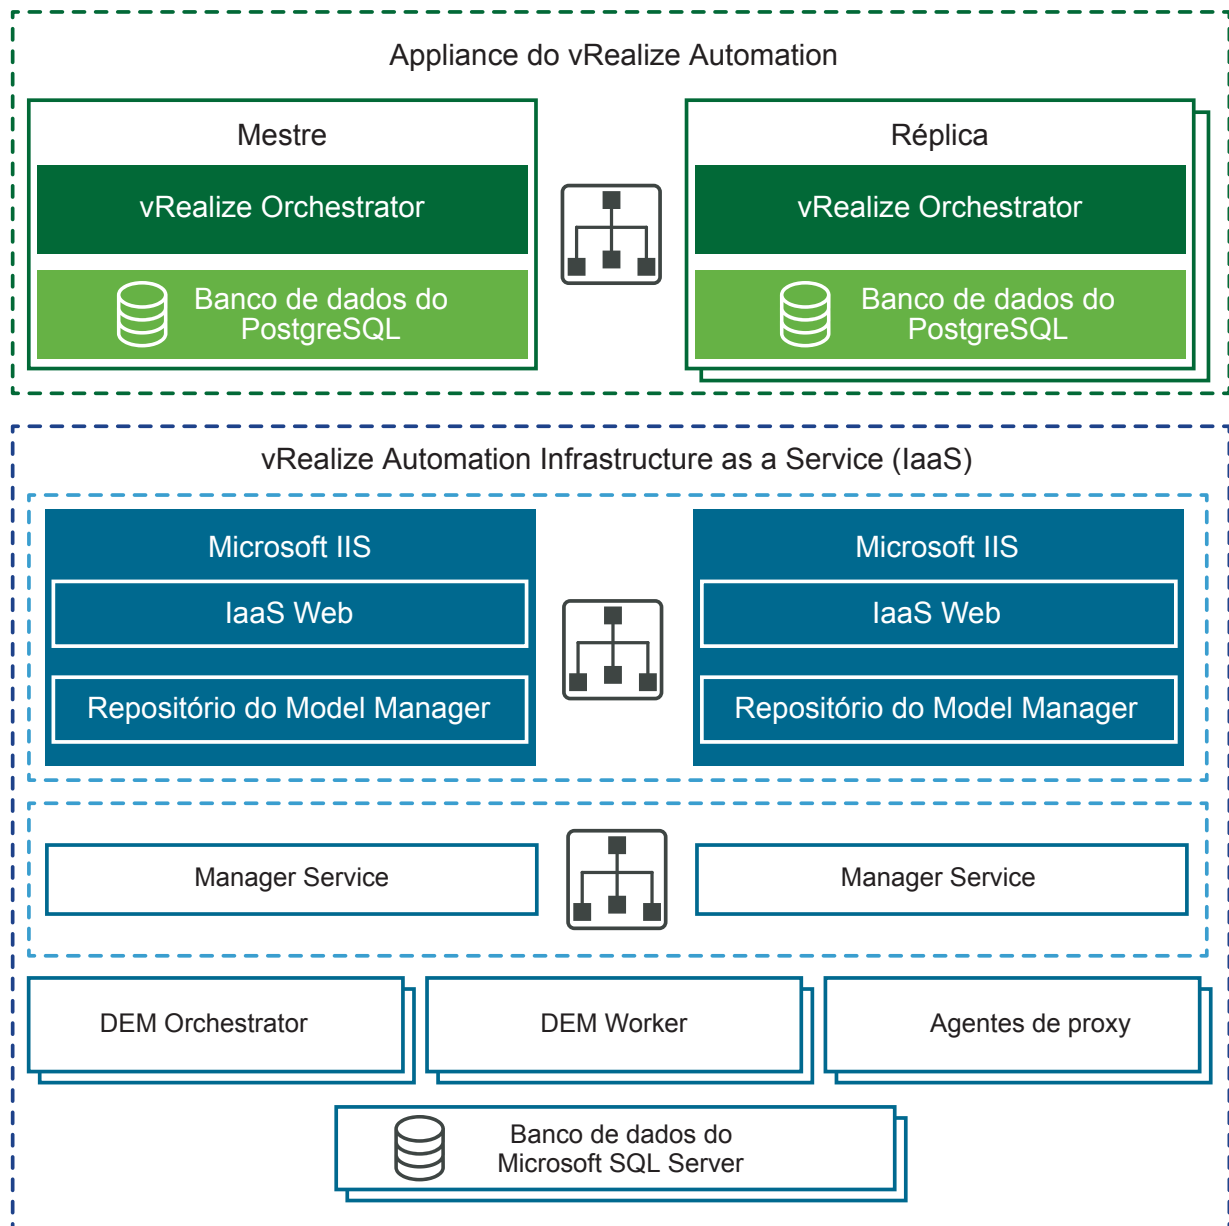 Appliance do vRealize Automation
Mestre
vRealize Orchestrator
Banco de dados do
PostgreSQL
Réplica
vRealize Orchestrator
Banco de dados do
PostgreSQL
vRealize Automation Infrastructure as a Service (IaaS)
Microsoft IIS
IaaS Web
Repositório do Model Manager
Microsoft IIS
IaaS Web
Repositório do Model Manager
Manager Service
Manager Service
DEM Orchestrator
DEM Worker
Agentes de proxy
Banco de dados do
Microsoft SQL Server